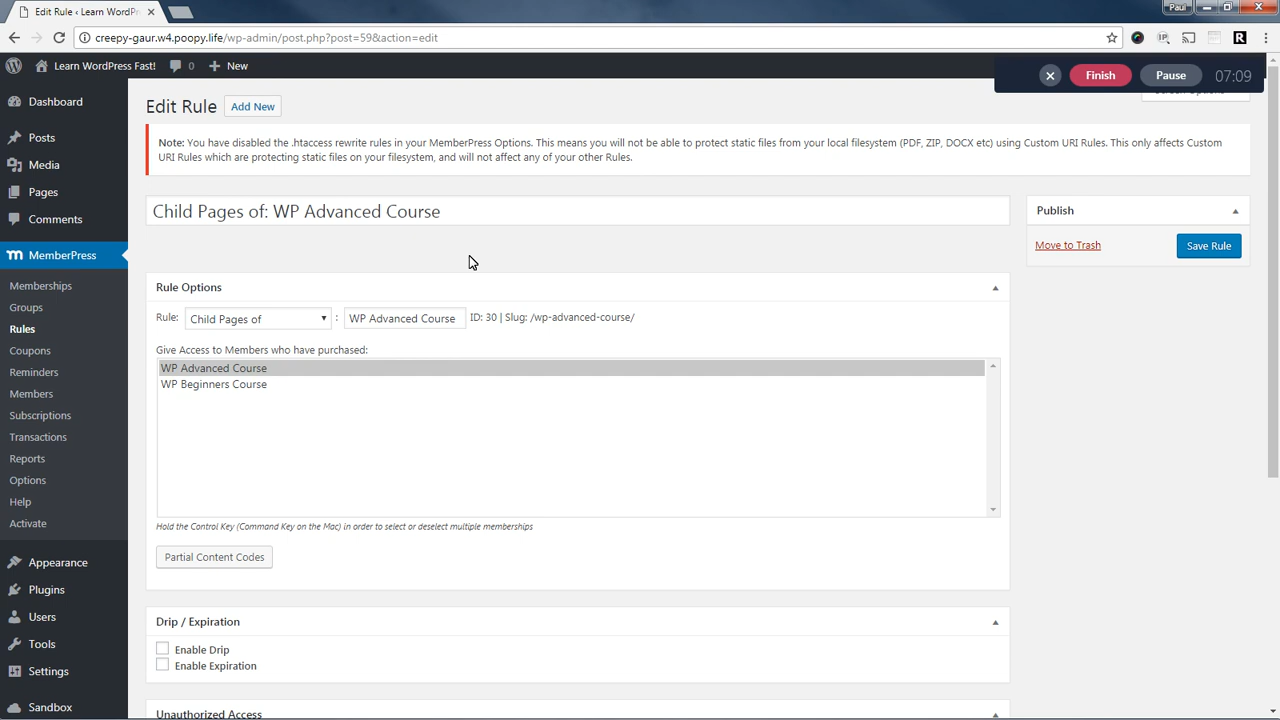 Edit Rule ‹ Learn WordPr
Paul
creepy-gaur.w4.poopy.life/wp-admin/post.php?post=59&action=edit
Learn WordPress Fast!
0
New
Finish
Pause
07:09
Dashboard
Posts
Media
Pages
Comments
MemberPress
Memberships
Groups
Rules
Coupons
Reminders
Members
Subscriptions
Transactions
Reports
Options
Help
Activate
Appearance
Plugins
Users
Tools
Settings
Sandbox
Edit Rule
Add New
Note: You have disabled the .htaccess rewrite rules in your MemberPress Options. This means you will not be able to protect static files from your local filesystem (PDF, ZIP, DOCX etc) using Custom URI Rules. This only affects Custom
URI Rules which are protecting static files on your filesystem, and will not affect any of your other Rules.
Child Pages of: WP Advanced Course
Publish
Move to Trash
Save Rule
Rule Options
Rule: Child Pages of : WP Advanced Course ID: 30 | Slug: /wp-advanced-course/
Give Access to Members who have purchased:
WP Advanced Course
WP Beginners Course
Hold the Control Key (Command Key on the Mac) in order to select or deselect multiple memberships
Partial Content Codes
Drip / Expiration
Enable Drip
Enable Expiration
Unauthorized Access